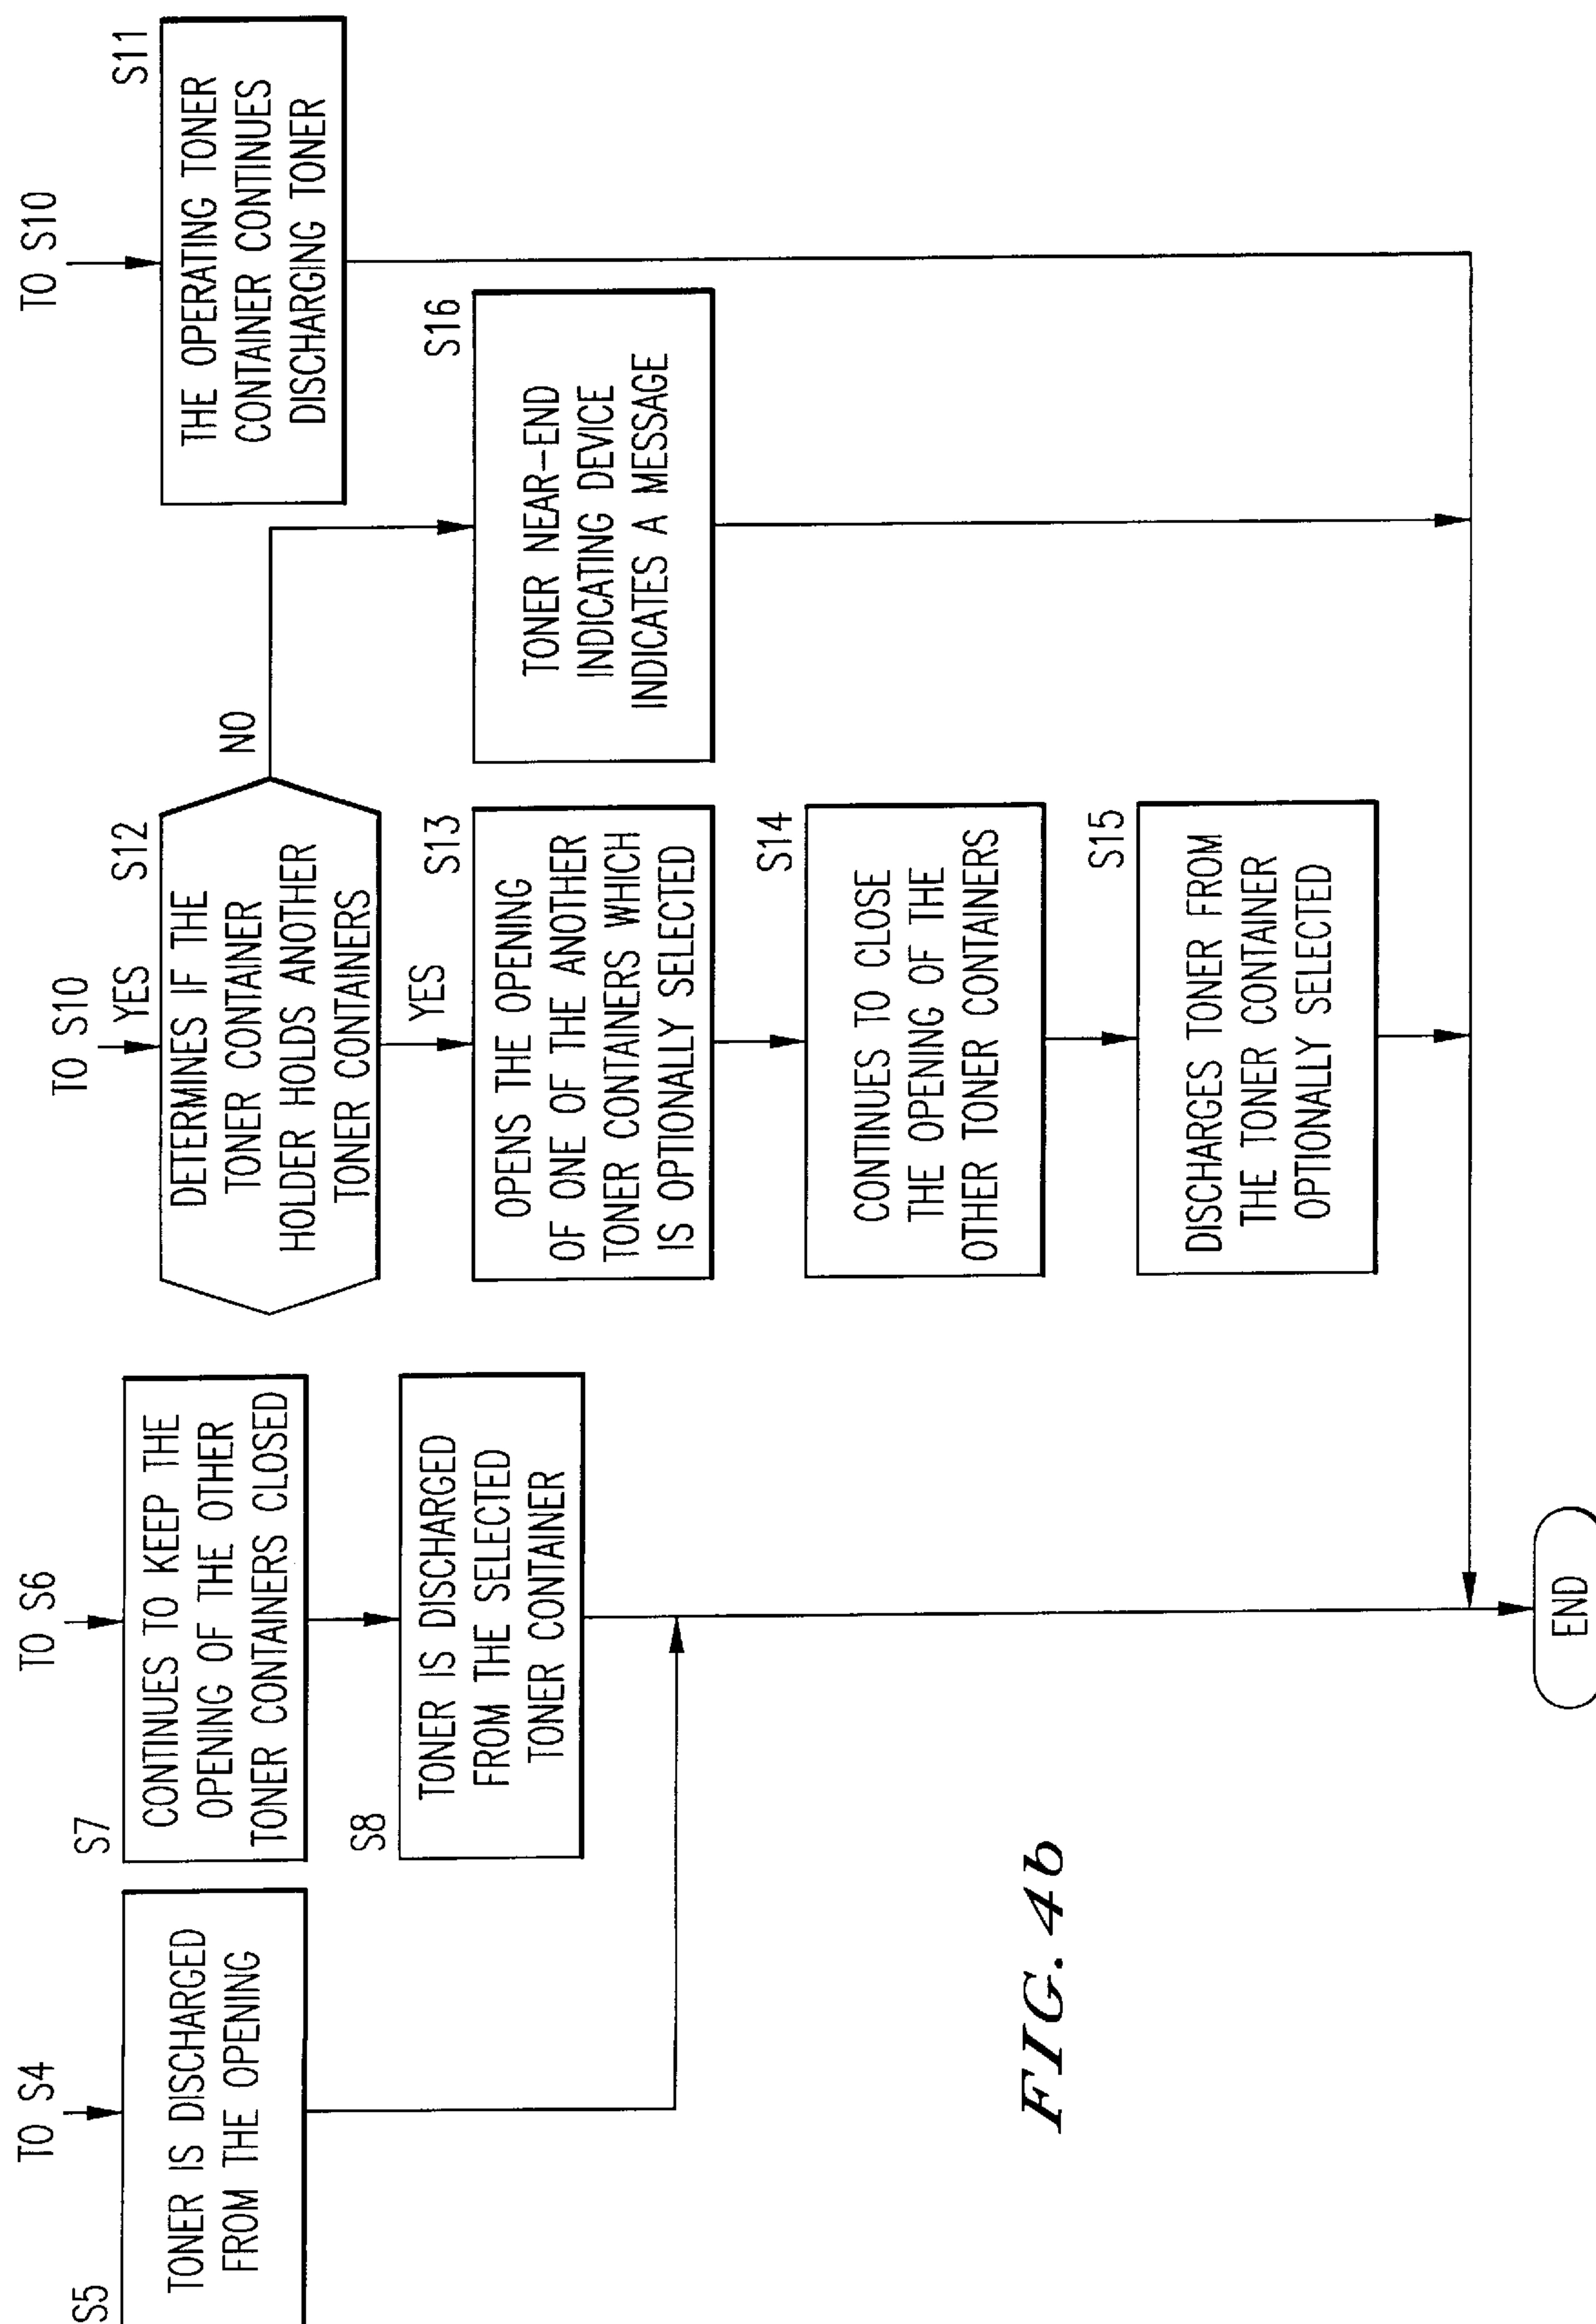 TO S4
S5
TONER IS DISCHARGED
FROM THE OPENING
TO S6
S7
CONTINUES TO KEEP THE
OPENING OF THE OTHER
TONER CONTAINERS CLOSED
S8
TONER IS DISCHARGED
FROM THE SELECTED
TONER CONTAINER
TO S10
YES
S12
DETERMINES IF THE
TONER CONTAINER
HOLDER HOLDS ANOTHER
TONER CONTAINERS
NO
YES
S13
OPENS THE OPENING
OF ONE OF THE ANOTHER
TONER CONTAINERS WHICH
IS OPTIONALLY SELECTED
S14
CONTINUES TO CLOSE
THE OPENING OF THE
OTHER TONER CONTAINERS
S15
DISCHARGES TONER FROM
THE TONER CONTAINER
OPTIONALLY SELECTED
S16
TONER NEAR-END
INDICATING DEVICE
INDICATES A MESSAGE
TO S10
S11
THE OPERATING TONER
CONTAINER CONTINUES
DISCHARGING TONER
END
FIG. 4b